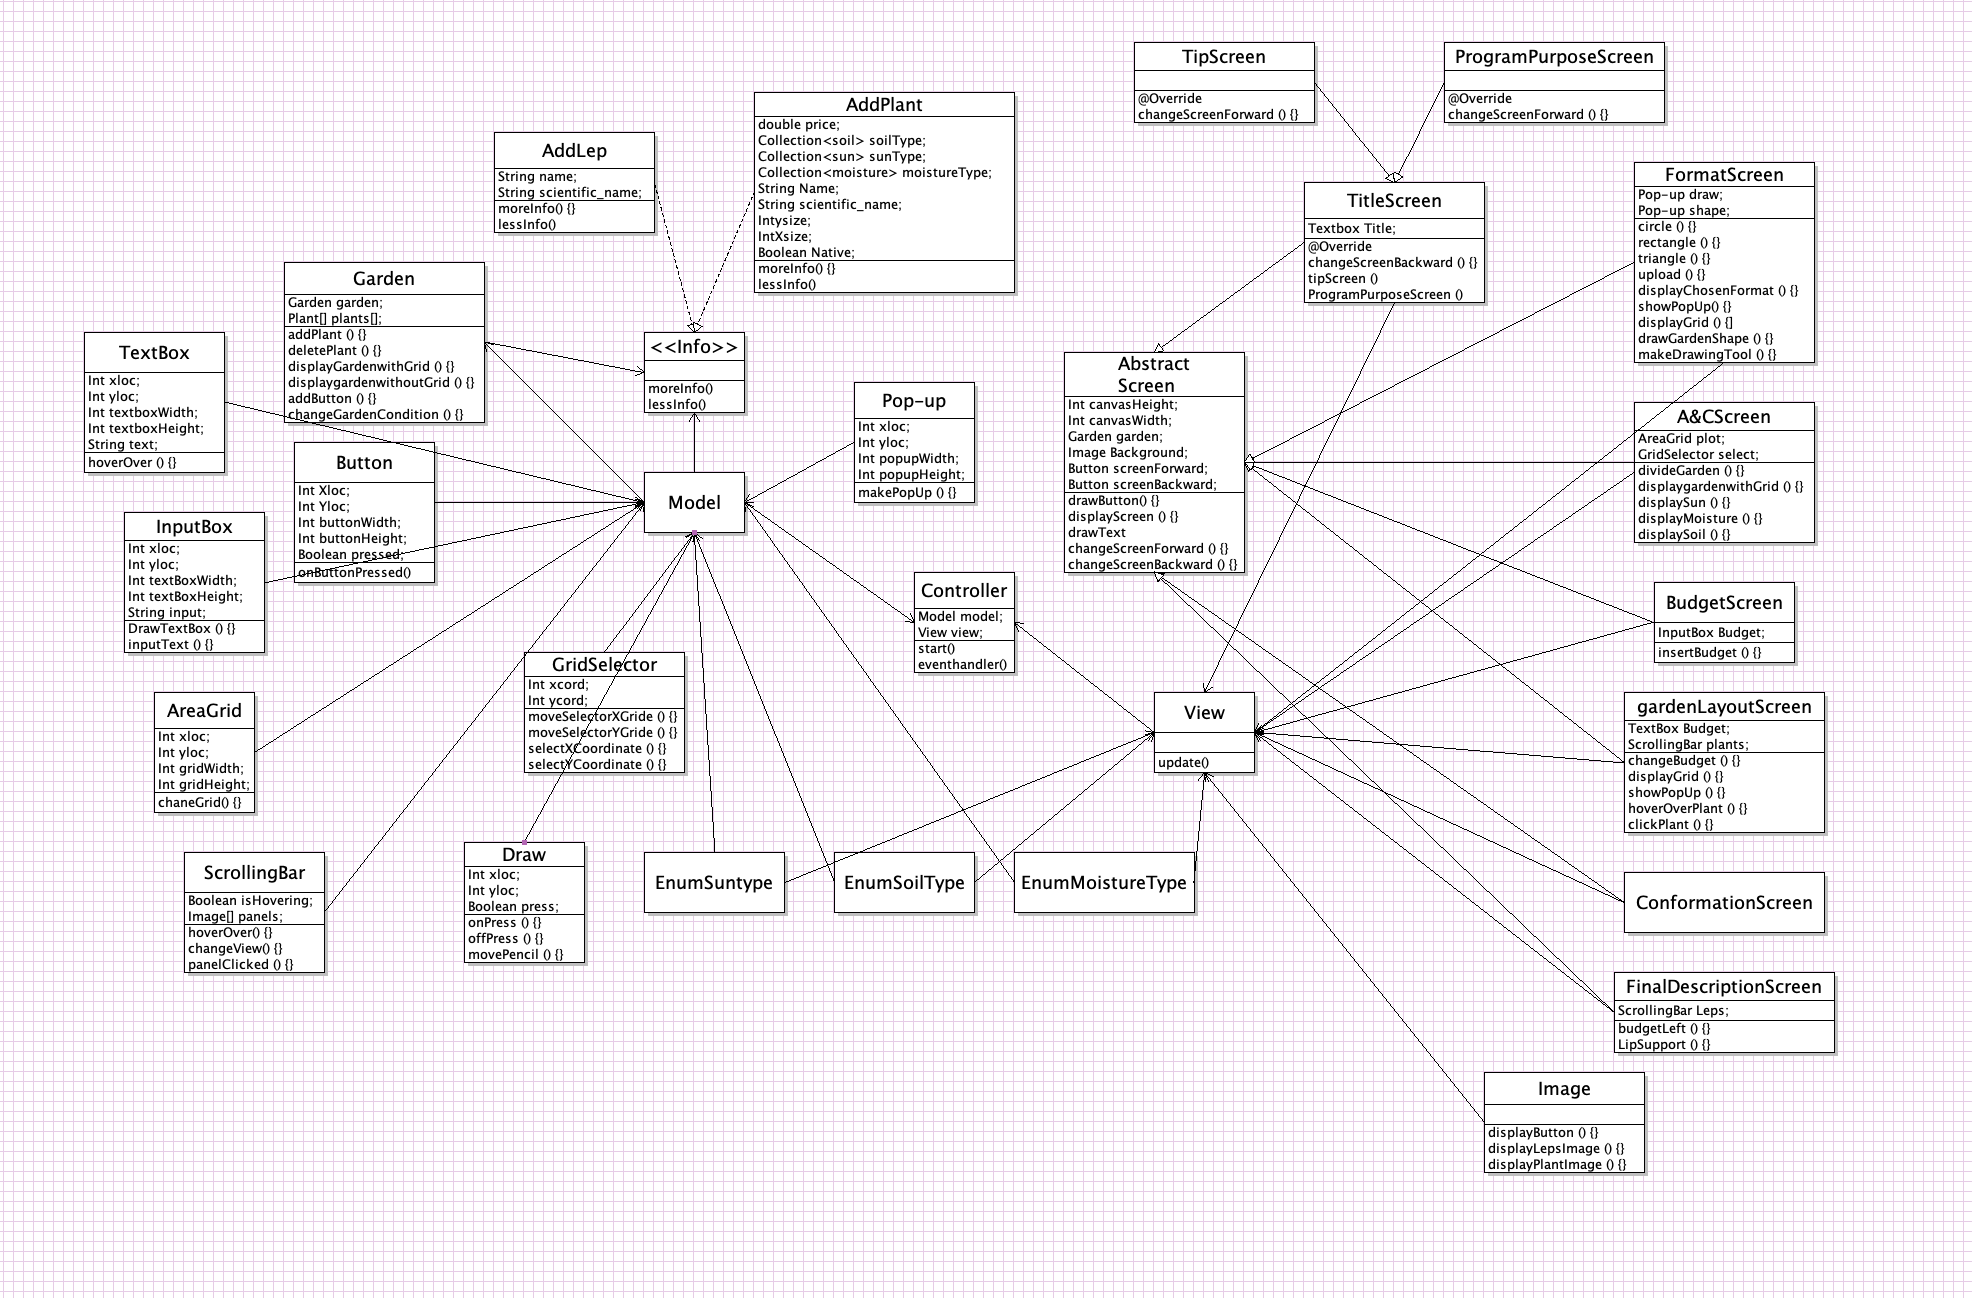 TipScreen
@Override
changeScreenForward () {}
ProgramPurposeScreen
@Override
changeScreenForward () {}
AddPlant
double price;
Collection<soil> soilType;
Collection<sun> sunType;
Collection<moisture> moistureType;
String Name;
String scientific_name;
Intysize;
IntXsize;
Boolean Native;
moreInfo() {}
lessInfo()
AddLep
String name;
String scientific_name;
moreInfo() {}
lessInfo()
TitleScreen
Textbox Title;
@Override
changeScreenBackward () {}
tipScreen ()
ProgramPurposeScreen ()
FormatScreen
Pop-up draw;
Pop-up shape;
circle () {}
rectangle () {}
triangle () {}
upload () {}
displayChosenFormat () {}
showPopUp() {}
displayGrid () {]
drawGardenShape () {}
makeDrawingTool () {}
Garden
Garden garden;
Plant[] plants[];
addPlant () {}
deletePlant () {}
displayGardenwithGrid () {}
displaygardenwithoutGrid () {}
addButton () {}
changeGardenCondition () {}
TextBox
Int xloc;
Int yloc;
Int textboxWidth;
Int textboxHeight;
String text;
hoverOver () {}
<<Info>>
moreInfo()
lessInfo()
Abstract
Screen
Int canvasHeight;
Int canvasWidth;
Garden garden;
Image Background;
Button screenForward;
Button screenBackward;
drawButton() {}
displayScreen () {}
drawText
changeScreenForward () {}
changeScreenBackward () {}
Pop-up
Int xloc;
Int yloc;
Int popupWidth;
Int popupHeight;
makePopUp () {}
A&CScreen
AreaGrid plot;
GridSelector select;
divideGarden () {}
displaygardenwithGrid () {}
displaySun () {}
displayMoisture () {}
displaySoil () {}
Button
Int Xloc;
Int Yloc;
Int buttonWidth;
Int buttonHeight;
Boolean pressed;
onButtonPressed()
Model
InputBox
Int xloc;
Int yloc;
Int textBoxWidth;
Int textBoxHeight;
String input;
DrawTextBox () {}
inputText () {}
Controller
Model model;
View view;
start()
eventhandler()
BudgetScreen
InputBox Budget;
insertBudget () {}
GridSelector
Int xcord;
Int ycord;
moveSelectorXGride () {}
moveSelectorYGride () {}
selectXCoordinate () {}
selectYCoordinate () {}
AreaGrid
Int xloc;
Int yloc;
Int gridWidth;
Int gridHeight;
chaneGrid() {}
View
update()
gardenLayoutScreen
TextBox Budget;
ScrollingBar plants;
changeBudget () {}
displayGrid () {}
showPopUp () {}
hoverOverPlant () {}
clickPlant () {}
ScrollingBar
Boolean isHovering;
Image[] panels;
hoverOver() {}
changeView() {}
panelClicked () {}
Draw
Int xloc;
Int yloc;
Boolean press;
onPress () {}
offPress () {}
movePencil () {}
EnumSuntype
EnumSoilType
EnumMoistureType
ConformationScreen
FinalDescriptionScreen
ScrollingBar Leps;
budgetLeft () {}
LipSupport () {}
Image
displayButton () {}
displayLepsImage () {}
displayPlantImage () {}